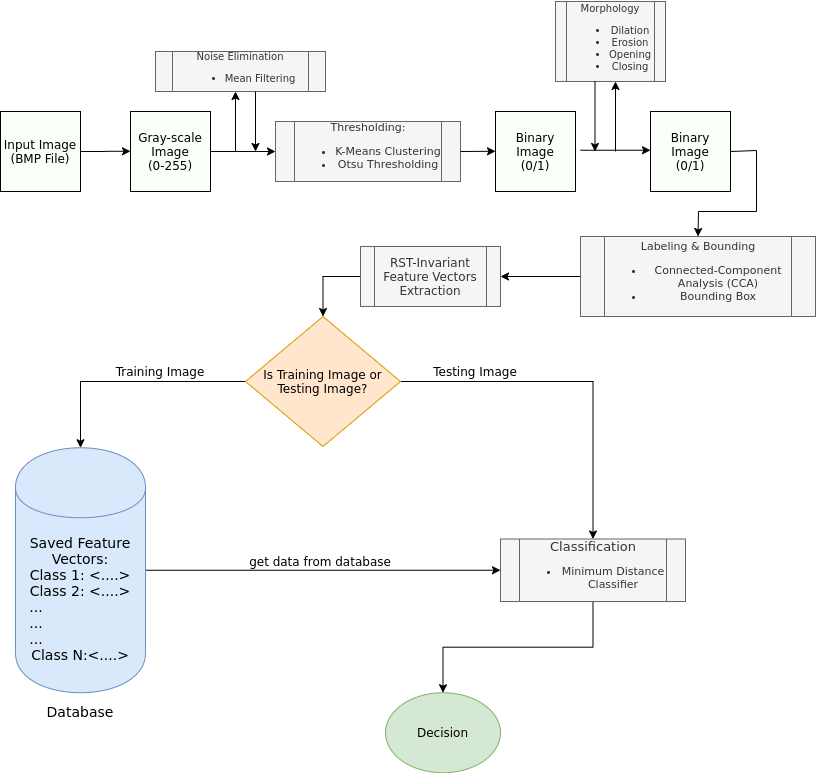 Morphology
• Dilation
• Erosion
• Opening
• Closing
Noise Elimination
• Mean Filtering
Input Image
(BMP File)
Gray-scale
Image
(0-255)
Thresholding:
• K-Means Clustering
• Otsu Thresholding
Binary
Image
(0/1)
Binary
Image
(0/1)
Labeling & Bounding
• Connected-Component
Analysis (CCA)
• Bounding Box
RST-Invariant
Feature Vectors
Extraction
Is Training Image or
Testing Image?
Training Image
Testing Image
Saved Feature
Vectors:
Class 1: <....>
Class 2: <....>
...
...
...
Class N:<....>
Database
get data from database
Classification
• Minimum Distance
Classifier
Decision